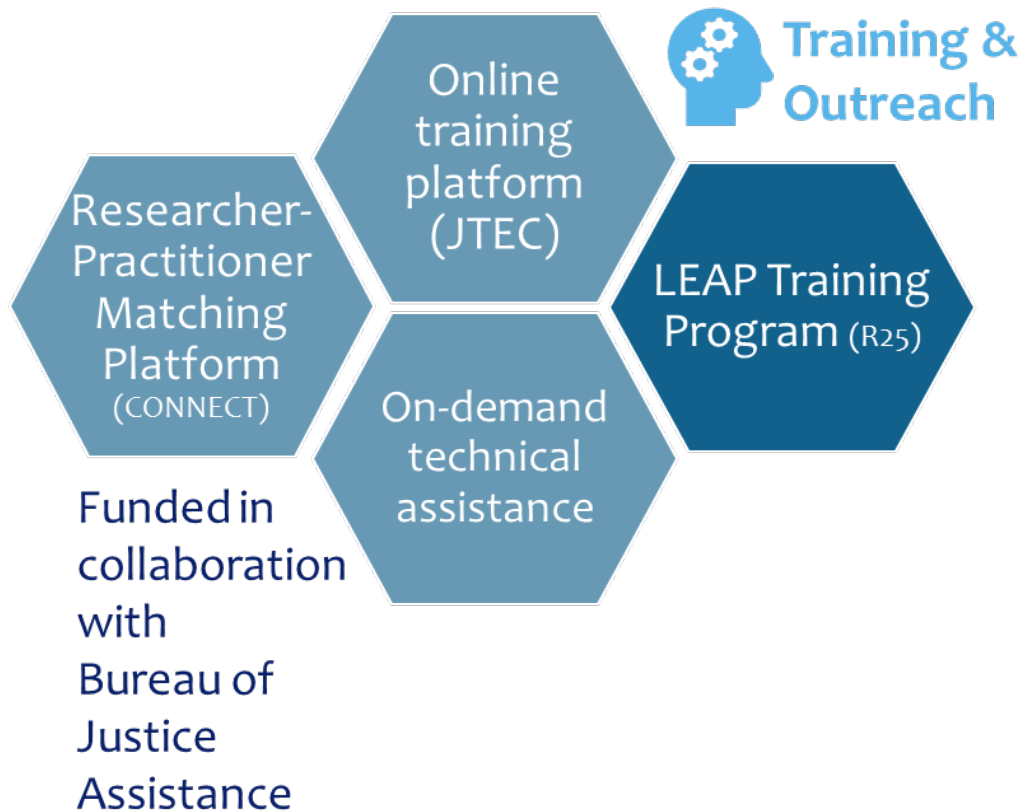 Training &
Outreach
Online
training
platform
(JTEC)
Researcher-
Practitioner
Matching
Platform
(CONNECT)
LEAP Training
Program (R25)
On-demand
technical
assistance
Funded in
collaboration
with
Bureau of
Justice
Assistance